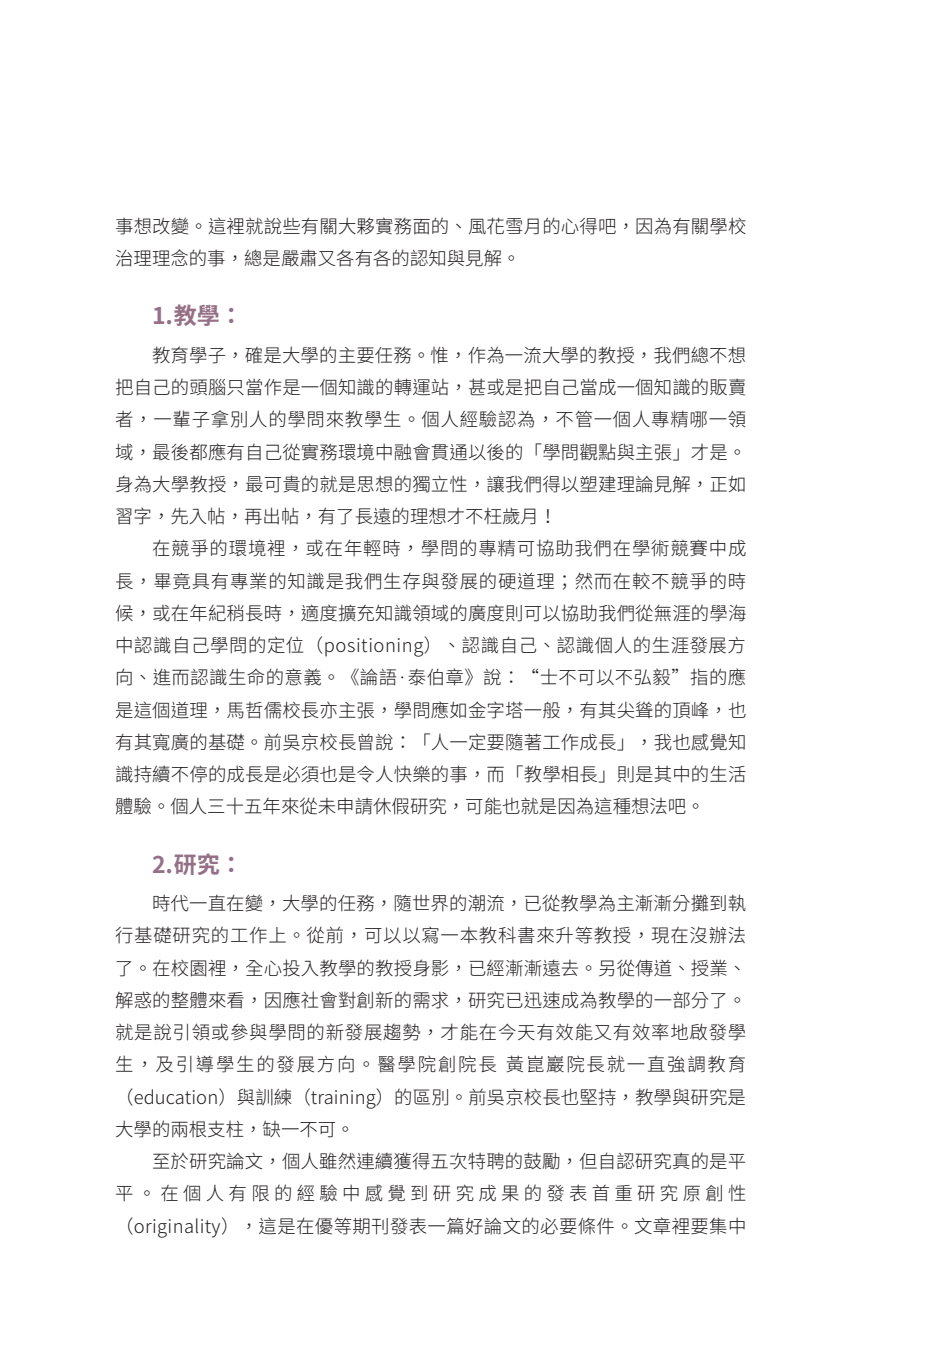 事想改變。這裡就說些有關大夥實務面的、風花雪月的心得吧，因為有關學校
治理理念的事，總是嚴肅又各有各的認知與見解。
1.教學：
教育學子，確是大學的主要任務。惟，作為一流大學的教授，我們總不想
把自己的頭腦只當作是一個知識的轉運站，甚或是把自己當成一個知識的販賣
者，一輩子拿別人的學問來教學生。個人經驗認為，不管一個人專精哪一領
域，最後都應有自己從實務環境中融會貫通以後的「學問觀點與主張」才是。
身為大學教授，最可貴的就是思想的獨立性，讓我們得以塑建理論見解，正如
習字，先入帖，再出帖，有了長遠的理想才不枉歲月！
在競爭的環境裡，或在年輕時，學問的專精可協助我們在學術競賽中成
長，畢竟具有專業的知識是我們生存與發展的硬道理；然而在較不競爭的時
候，或在年紀稍長時，適度擴充知識領域的廣度則可以協助我們從無涯的學海
中認識自己學問的定位（positioning）、認識自己、認識個人的生涯發展方
向、進而認識生命的意義。《論語·泰伯章》說：“士不可以不弘毅”指的應
是這個道理，馬哲儒校長亦主張，學問應如金字塔一般，有其尖聳的頂峰，也
有其寬廣的基礎。前吳京校長曾說：「人一定要隨著工作成長」，我也感覺知
識持續不停的成長是必須也是令人快樂的事，而「教學相長」則是其中的生活
體驗。個人三十五年來從未申請休假研究，可能也就是因為這種想法吧。
2.研究：
時代一直在變，大學的任務，隨世界的潮流，已從教學為主漸漸分攤到執
行基礎研究的工作上。從前，可以以寫一本教科書來升等教授，現在沒辦法
了。在校園裡，全心投入教學的教授身影，已經漸漸遠去。另從傳道、授業、
解惑的整體來看，因應社會對創新的需求，研究已迅速成為教學的一部分了。
就是說引領或參與學問的新發展趨勢，才能在今天有效能又有效率地啟發學
生，及引導學生的發展方向。醫學院創院長 黃崑巖院長就一直強調教育
（education）與訓練（training）的區別。前吳京校長也堅持，教學與研究是
大學的兩根支柱，缺一不可。
至於研究論文，個人雖然連續獲得五次特聘的鼓勵，但自認研究真的是平
平。在個人有限的經驗中感覺到研究成果的發表首重研究原創性
（originality），這是在優等期刊發表一篇好論文的必要條件。文章裡要集中